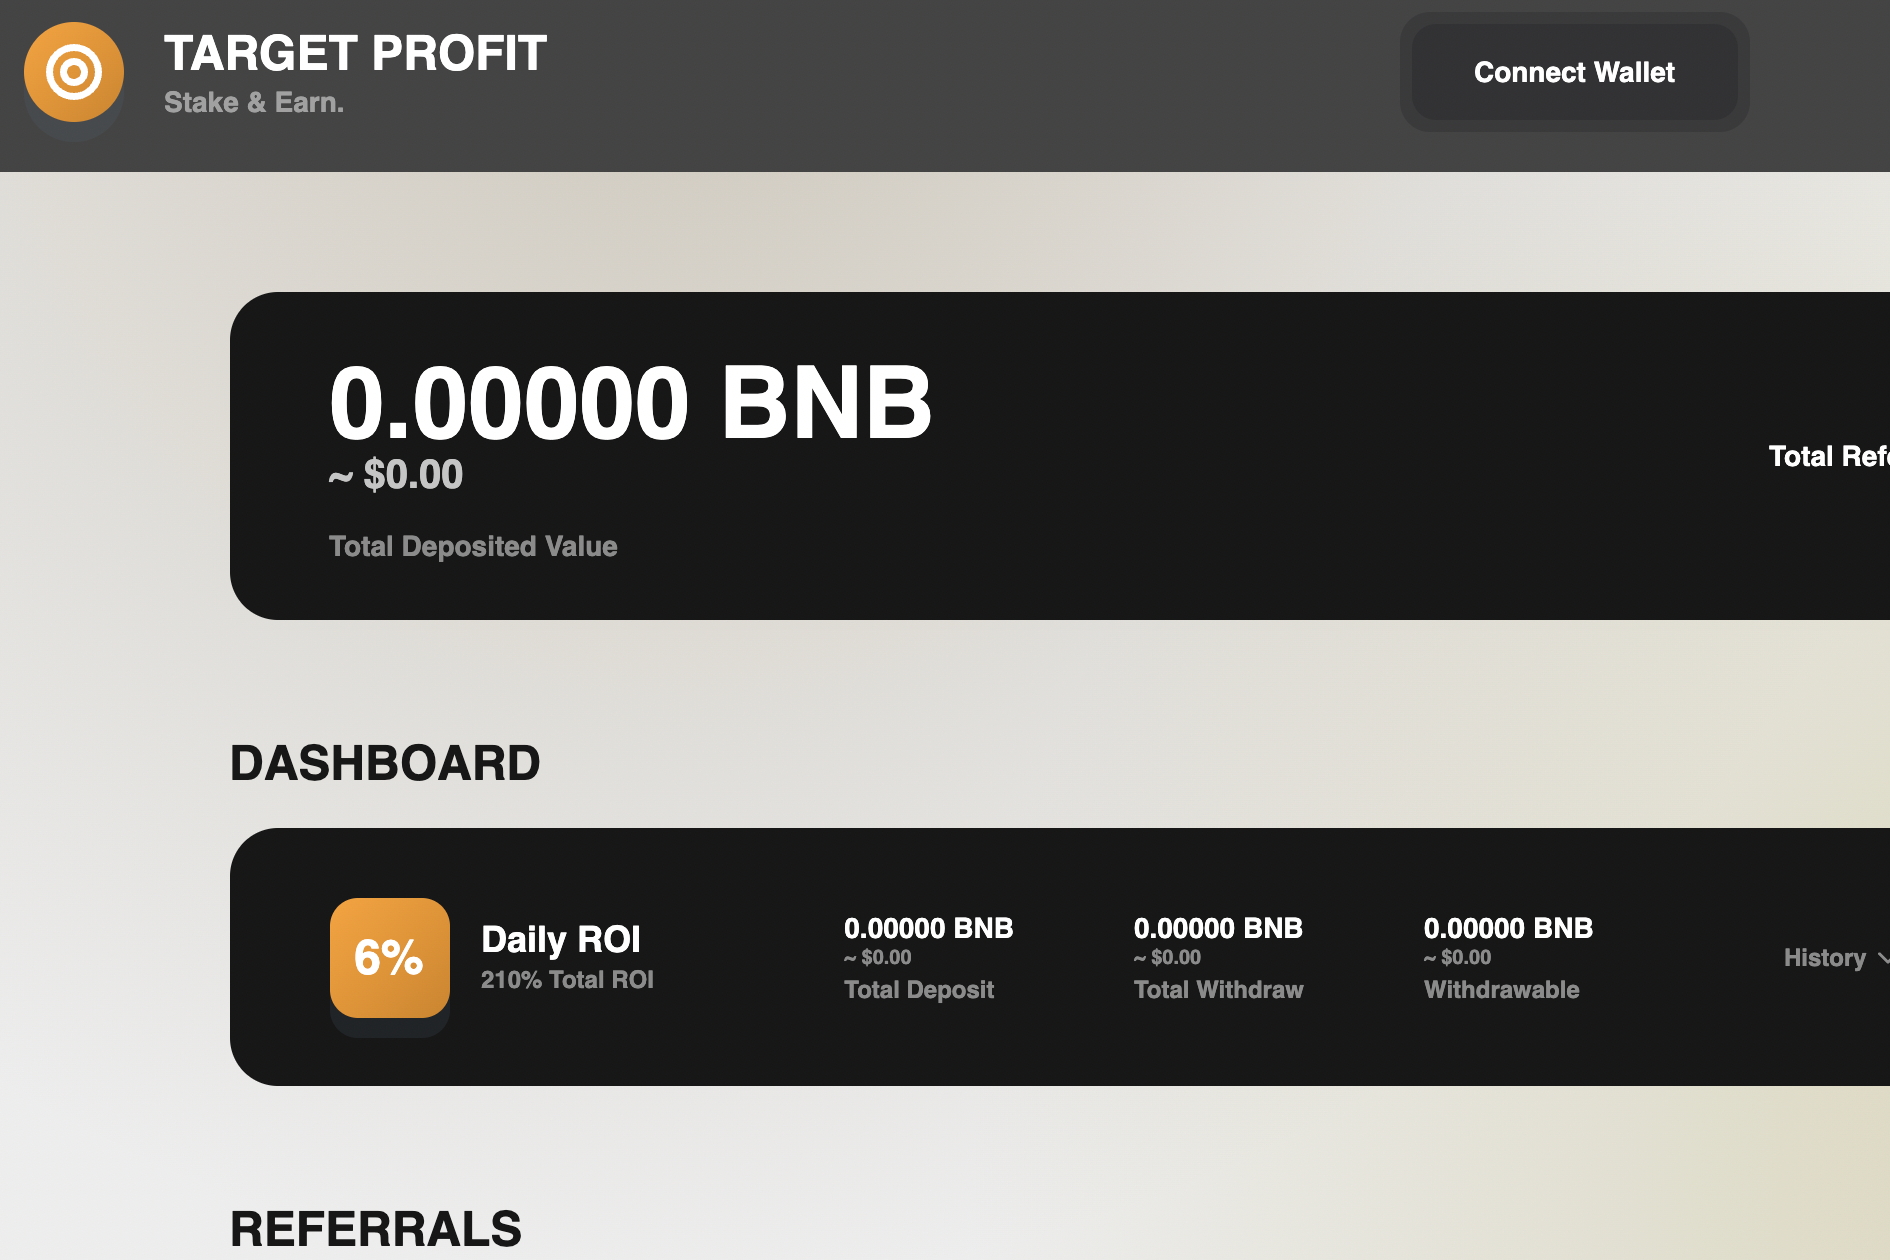 TARGET PROFIT
Stake & Earn.
Connect Wallet
0.00000 BNB
~ $0.00
Total Deposited Value
Total
DASHBOARD
6%
Daily ROI
210% Total ROI
0.00000 BNB
~ $0.00
Total Deposit
0.00000 BNB
~ $0.00
Total Withdraw
0.00000 BNB
~ $0.00
Withdrawable
History
REFERRALS